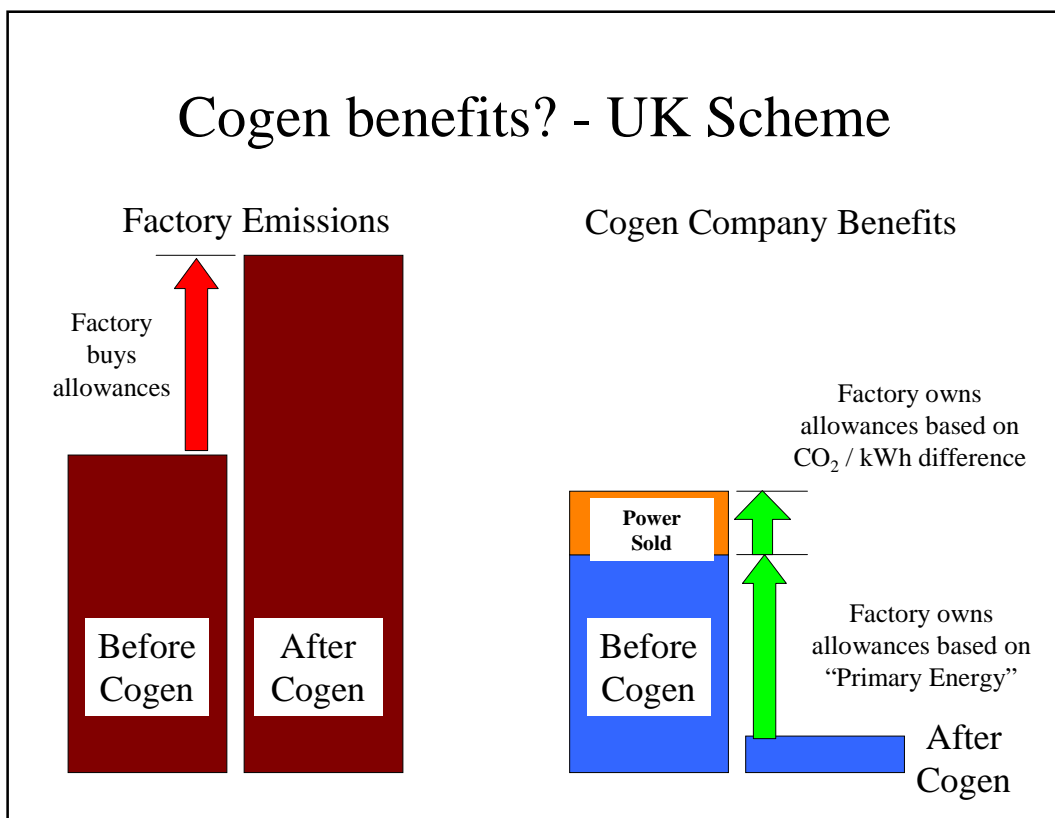 Cogen benefits? - UK Scheme
Factory Emissions
Factory
buys
allowances
Before
Cogen
After
Cogen
Cogen Company Benefits
Factory owns
allowances based on
CO₂ / kWh difference
Power
Sold
Before
Cogen
Factory owns
allowances based on
“Primary Energy”
After
Cogen